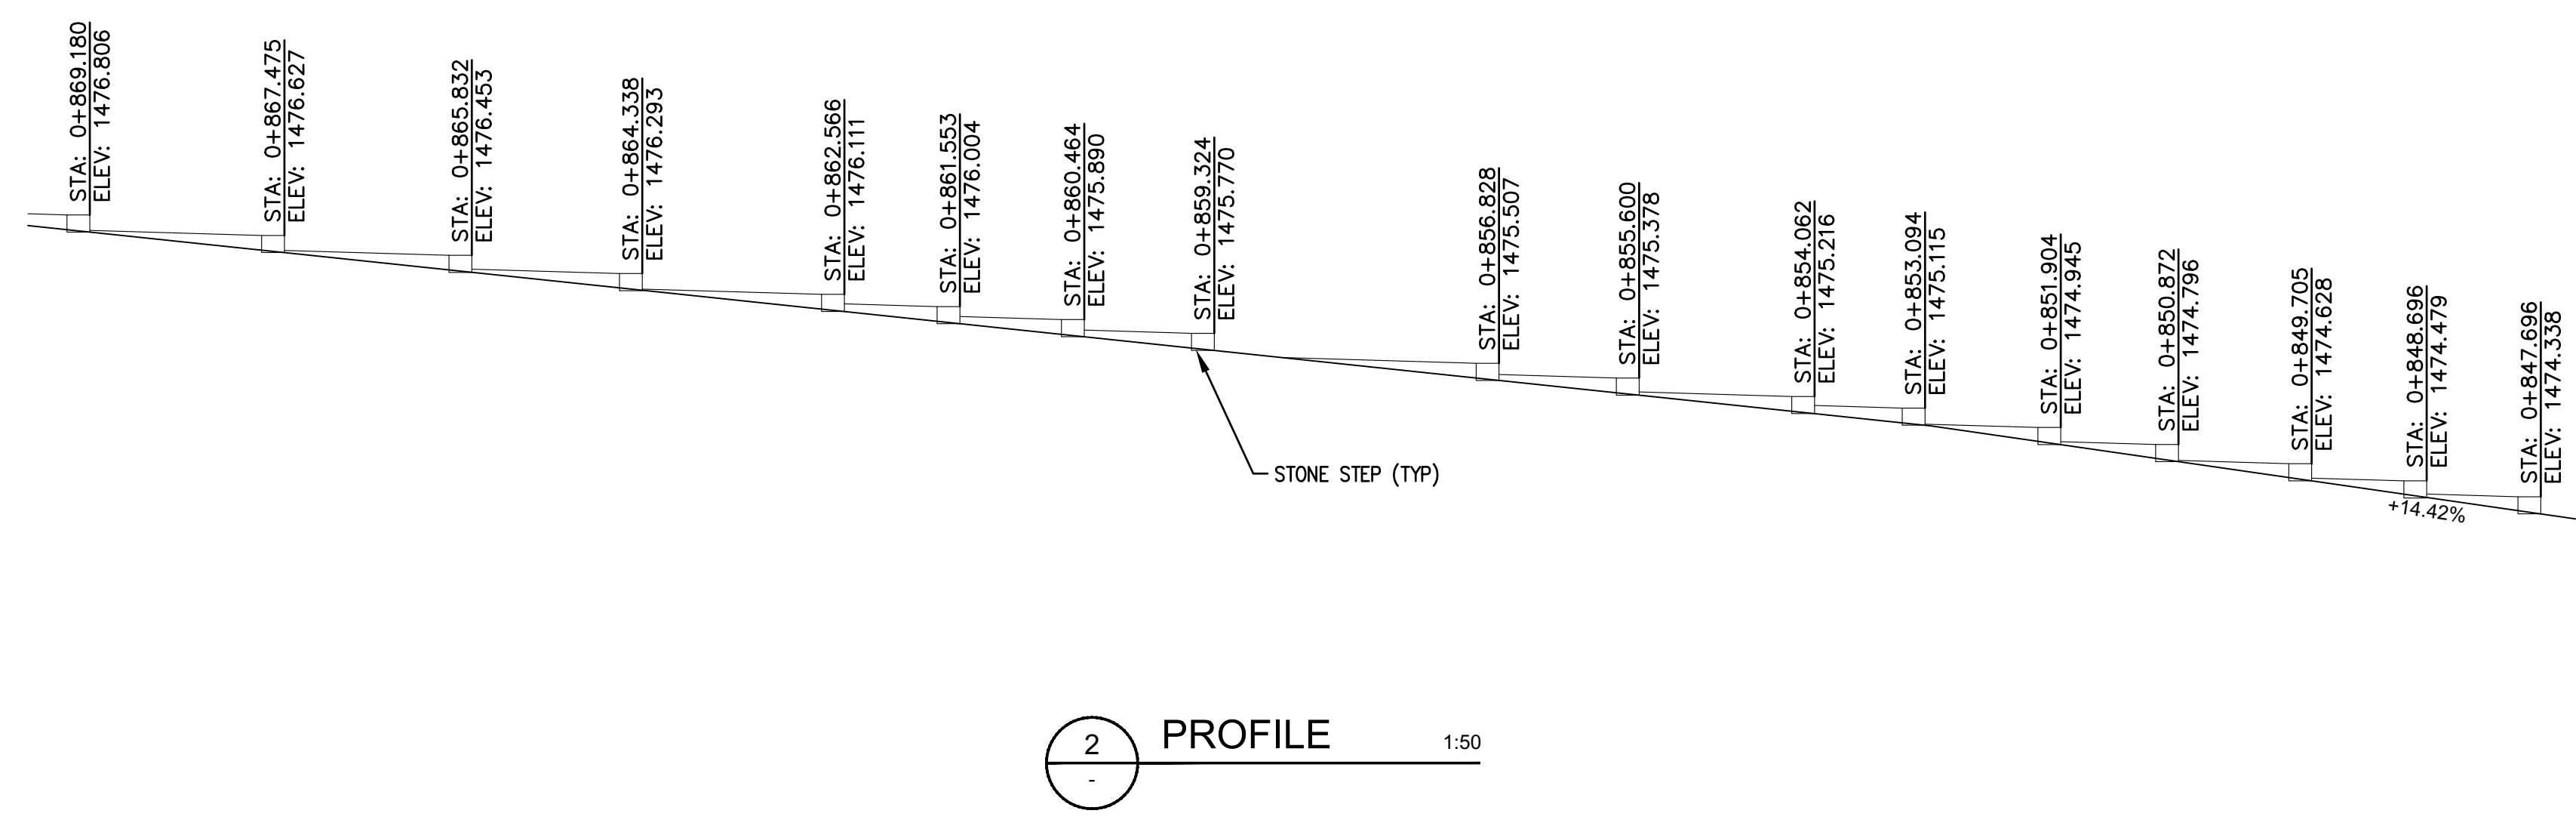 STA: 0+869.180
ELEV: 1476.806
STA: 0+867.475
ELEV: 1476.627
STA: 0+865.832
ELEV: 1476.453
STA: 0+864.338
ELEV: 1476.293
STA: 0+862.566
ELEV: 1476.111
STA: 0+861.553
ELEV: 1476.004
STA: 0+860.464
ELEV: 1475.890
STA: 0+859.324
ELEV: 1475.770
STA: 0+856.828
ELEV: 1475.507
STA: 0+855.600
ELEV: 1475.378
STA: 0+854.062
ELEV: 1475.216
STA: 0+853.094
ELEV: 1475.115
STA: 0+851.904
ELEV: 1474.945
STA: 0+850.872
ELEV: 1474.796
STA: 0+849.705
ELEV: 1474.628
STA: 0+848.696
ELEV: 1474.479
STA: 0+847.696
ELEV: 1474.338
STONE STEP (TYP)
+14.42%
2
-
PROFILE
1:50